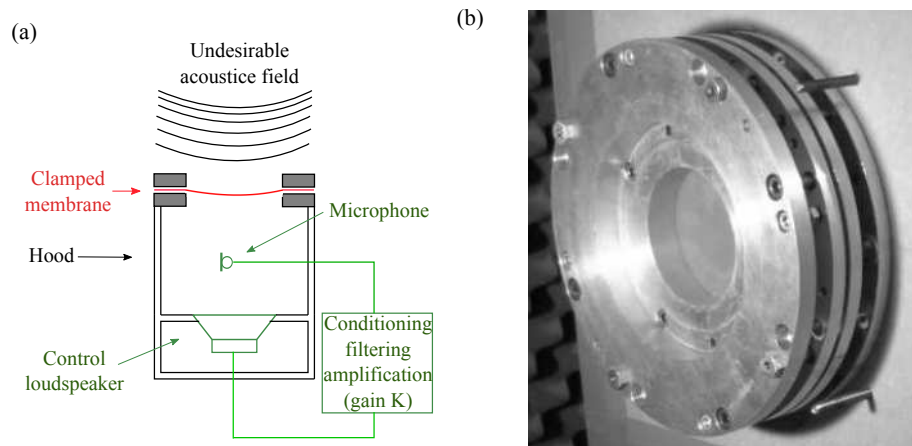 (a)
Undesirable
acoustice field
Clamped
membrane
Microphone
Hood
Conditioning
filtering
amplification
(gain K)
Control
loudspeaker
(b)